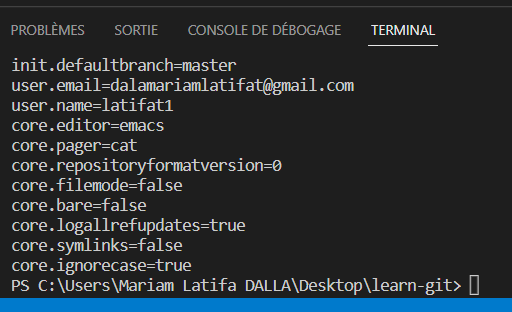 PROBLÈMES SORTIE CONSOLE DE DÉBOGAGE TERMINAL
init.defaultbranch=master
user.email=dalamariamlatifat@gmail.com
user.name=latifat1
core.editor=emacs
core.pager=cat
core.repositoryformatversion=0
core.filemode=false
core.bare=false
core.logallrefupdates=true
core.symlinks=false
core.ignorecase=true
PS C:\Users\Mariam Latifa DALLA\Desktop\learn-git>